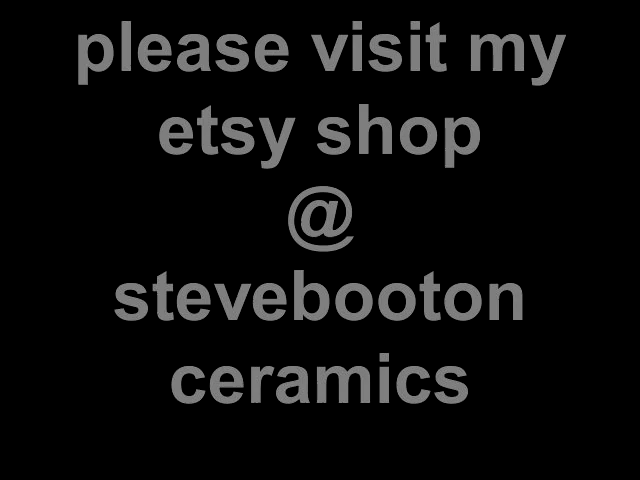 please visit my
etsy shop
@
stevebooton
ceramics